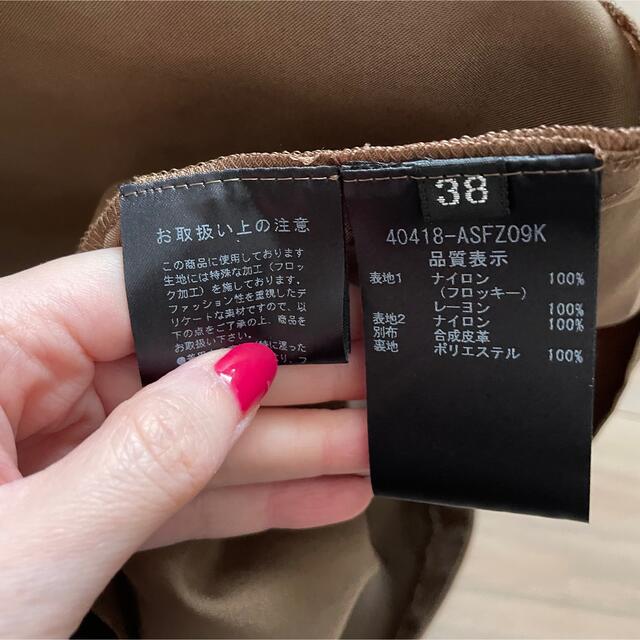 お取扱い上の注意
この商品に使用しております
生地には特殊な加工(フロッ
ク加工)を施しております.
ファッション性を重視したデ
リケートな素材ですので、以
下の点をご了承の上、商品を
お取扱い下さい.
38
40418-ASFZ09K
品質表示
表地1 ナイロン 100%
(フロッキー)
レーヨン 100%
表地2 ナイロン 100%
別布 合成皮革
裏地 ポリエステル 100%